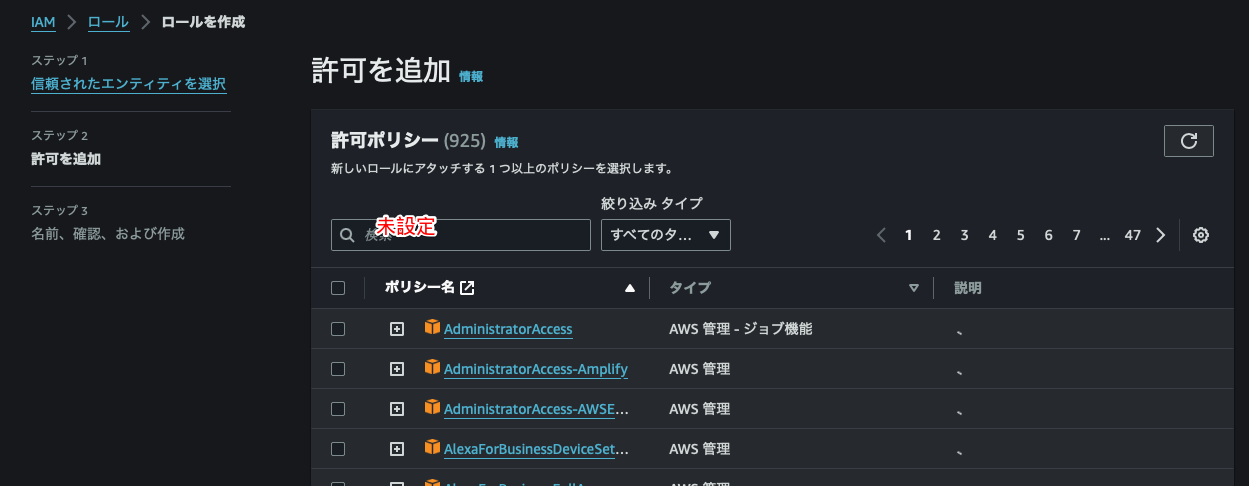 IAM > ロール > ロールを作成
ステップ 1
信頼されたエンティティを選択
ステップ 2
許可を追加
ステップ 3
名前、確認、および作成
許可を追加 情報
許可ポリシー (925) 情報
新しいロールにアタッチする 1 つ以上のポリシーを選択します。
絞り込み タイプ
未設定
検索
すべてのタ...
1 2 3 4 5 6 7 ... 47
ポリシー名 タイプ 説明
AdministratorAccess AWS 管理 - ジョブ機能 、
AdministratorAccess-Amplify AWS 管理 、
AdministratorAccess-AWSE... AWS 管理 、
AlexaForBusinessDeviceSet... AWS 管理 、